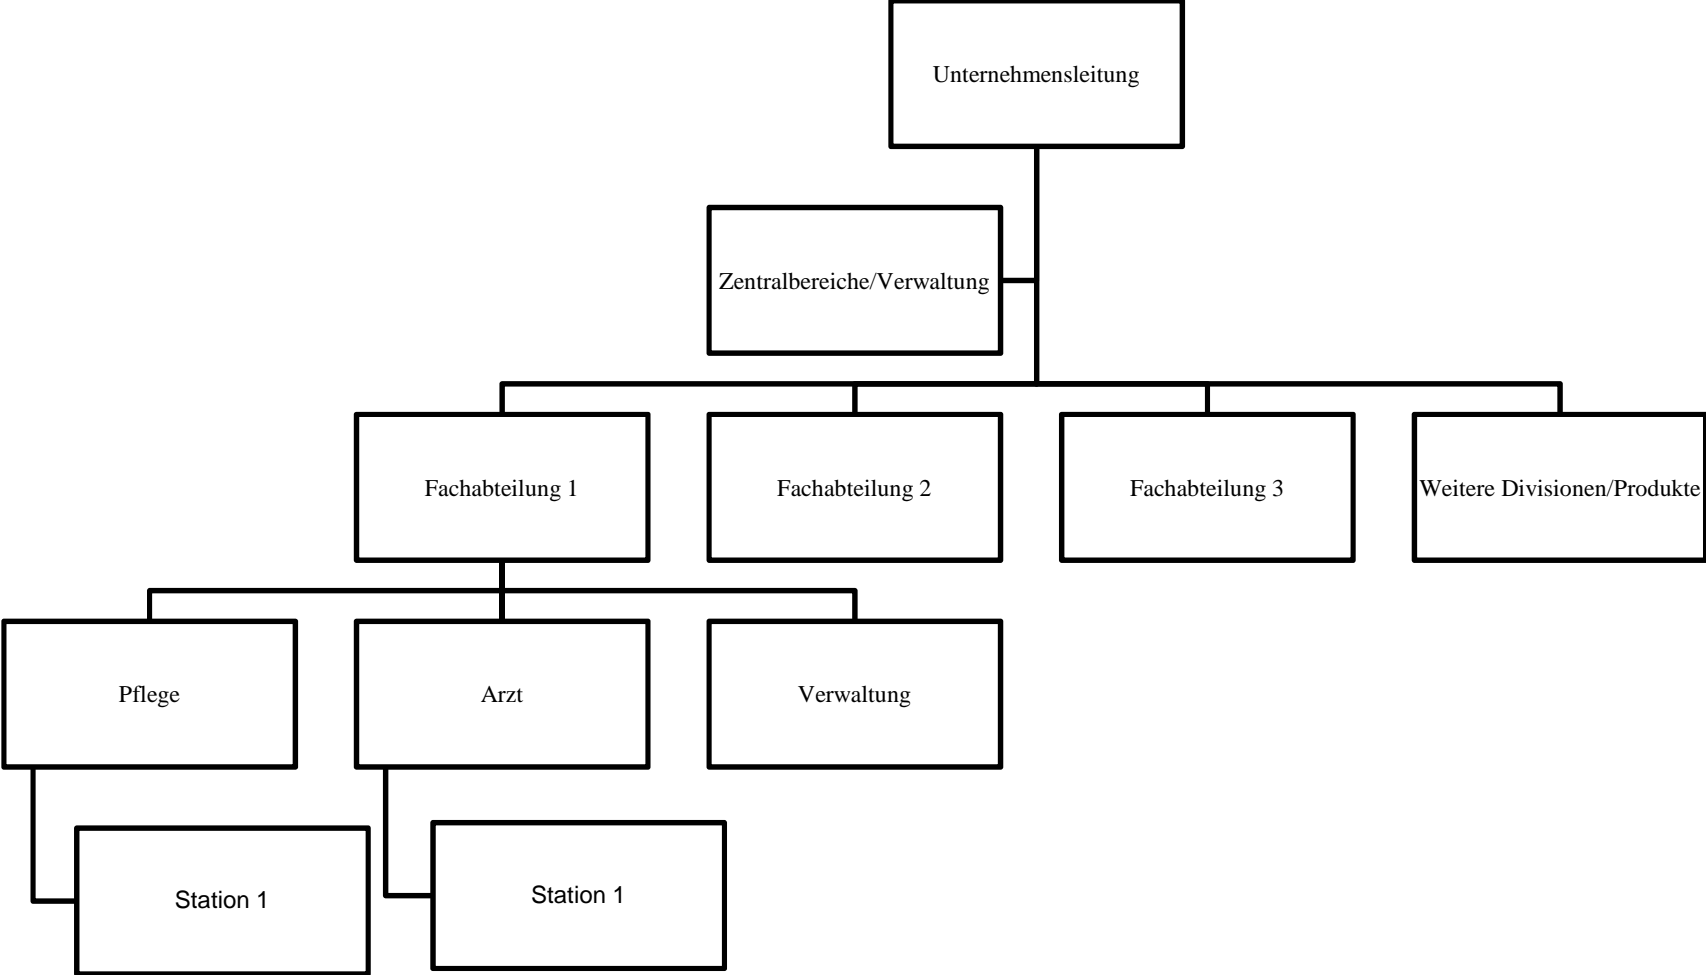 Unternehmensleitung
Zentralbereiche/Verwaltung
Fachabteilung 1
Fachabteilung 2
Fachabteilung 3
Weitere Divisionen/Produkte
Pflege
Arzt
Verwaltung
Station 1
Station 1